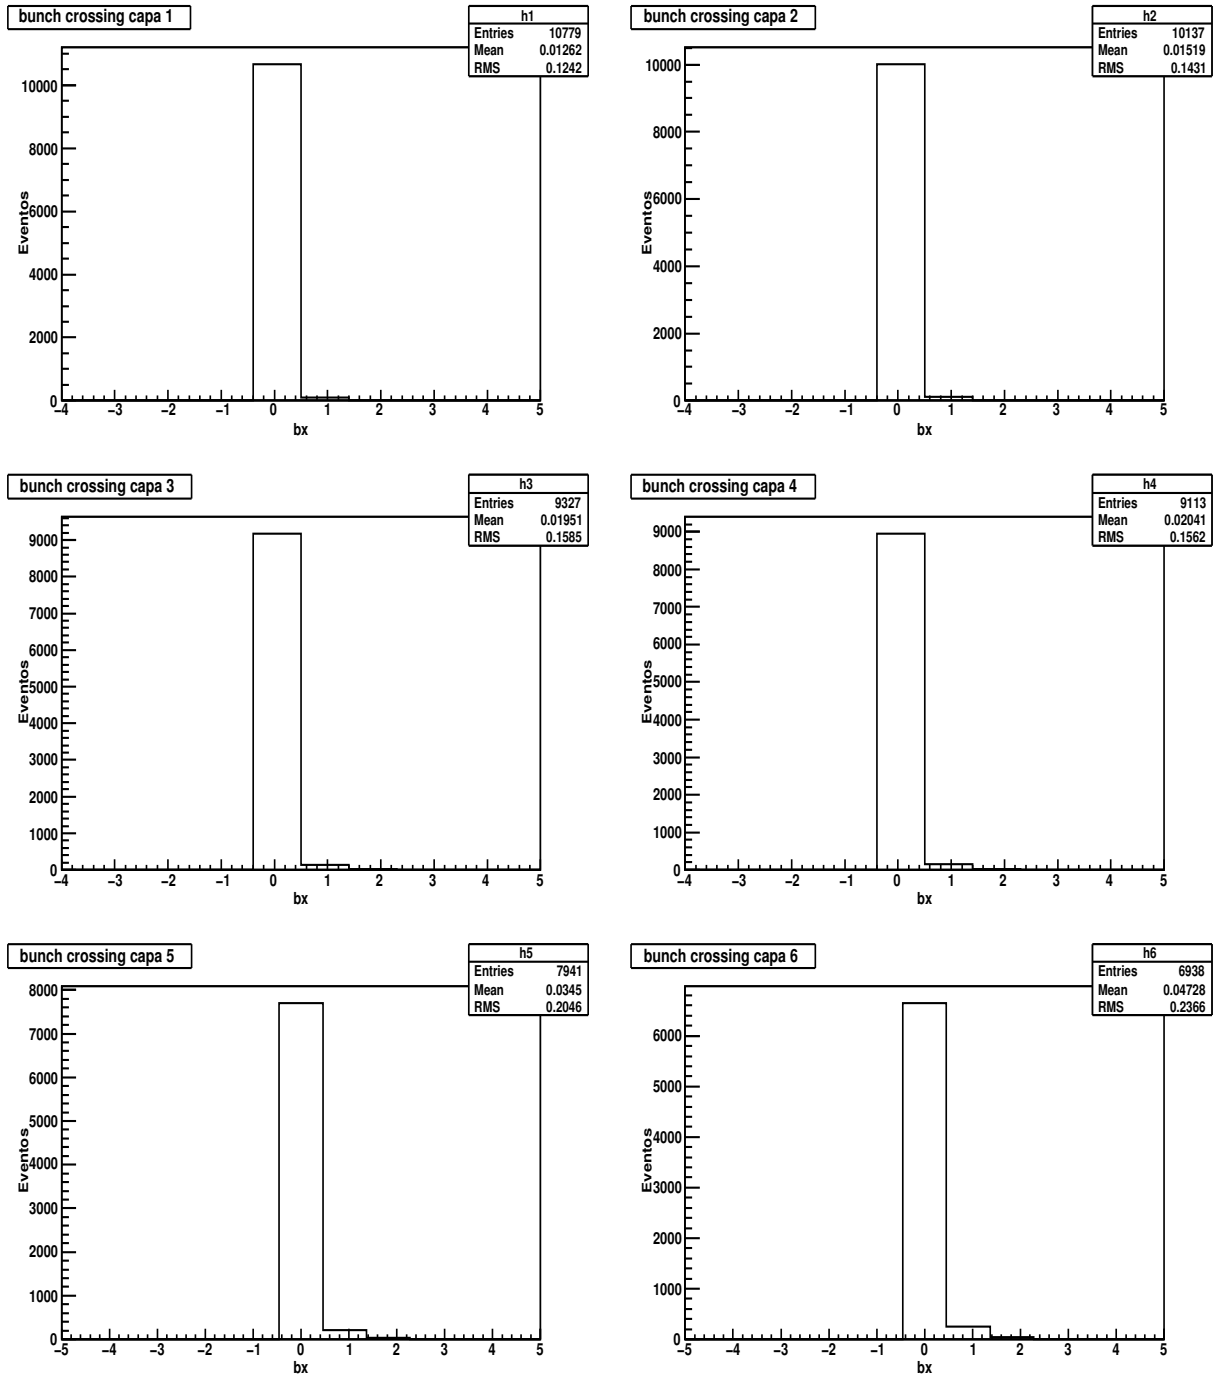 bunch crossing capa 1
h1
Entries 10779
Mean 0.01262
RMS 0.1242
10000
8000
6000
4000
2000
0
Eventos
−4 −3 −2 −1 0 1 2 3 4 5
bx
bunch crossing capa 2
h2
Entries 10137
Mean 0.01519
RMS 0.1431
10000
8000
6000
4000
2000
0
Eventos
−4 −3 −2 −1 0 1 2 3 4 5
bx
bunch crossing capa 3
h3
Entries 9327
Mean 0.01951
RMS 0.1585
9000
8000
7000
6000
5000
4000
3000
2000
1000
0
Eventos
−4 −3 −2 −1 0 1 2 3 4 5
bx
bunch crossing capa 4
h4
Entries 9113
Mean 0.02041
RMS 0.1562
9000
8000
7000
6000
5000
4000
3000
2000
1000
0
Eventos
−4 −3 −2 −1 0 1 2 3 4 5
bx
bunch crossing capa 5
h5
Entries 7941
Mean 0.0345
RMS 0.2046
8000
7000
6000
5000
4000
3000
2000
1000
0
Eventos
−5 −4 −3 −2 −1 0 1 2 3 4 5
bx
bunch crossing capa 6
h6
Entries 6938
Mean 0.04728
RMS 0.2366
6000
5000
4000
3000
2000
1000
0
Eventos
−5 −4 −3 −2 −1 0 1 2 3 4 5
bx